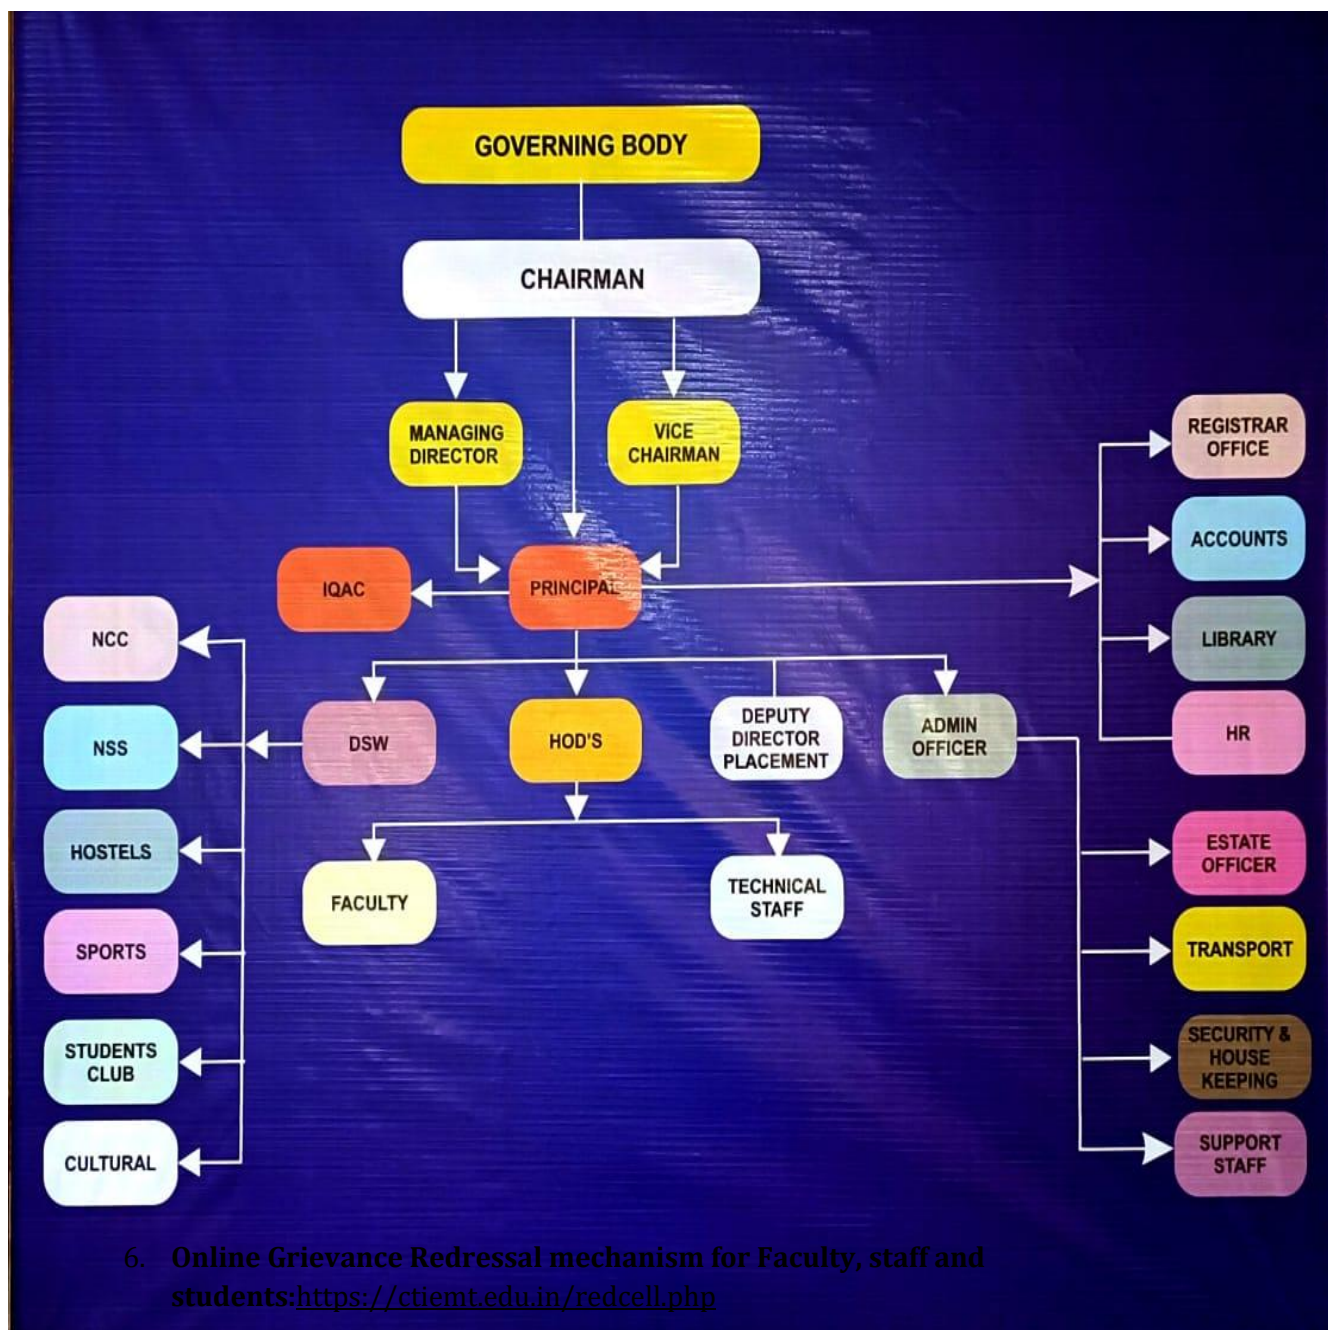 GOVERNING BODY
CHAIRMAN
MANAGING
DIRECTOR
VICE
CHAIRMAN
REGISTRAR
OFFICE
ACCOUNTS
IQAC
PRINCIPAL
NCC
LIBRARY
DSW
HOD'S
DEPUTY
DIRECTOR
PLACEMENT
ADMIN
OFFICER
HR
NSS
HOSTELS
ESTATE
OFFICER
FACULTY
TECHNICAL
STAFF
SPORTS
TRANSPORT
STUDENTS
CLUB
SECURITY &
HOUSE
KEEPING
CULTURAL
SUPPORT
STAFF
6. Online Grievance Redressal mechanism for Faculty, staff and
students:https://ctiemt.edu.in/redcell.php